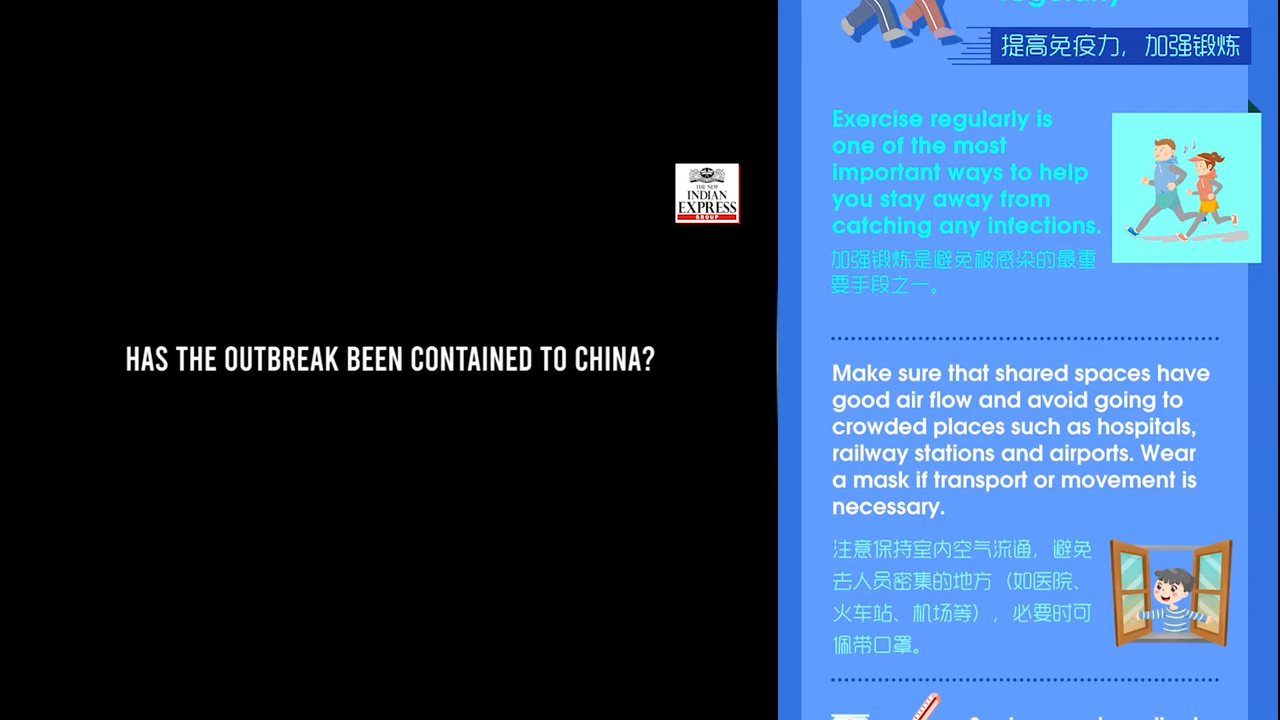 THE NEW
INDIAN
EXPRESS
GROUP
HAS THE OUTBREAK BEEN CONTAINED TO CHINA?
regularly
提高免疫力，加强锻炼
Exercise regularly is
one of the most
important ways to help
you stay away from
catching any infections.
加强锻炼是避免被感染的最重
要手段之一。
Make sure that shared spaces have
good air flow and avoid going to
crowded places such as hospitals,
railway stations and airports. Wear
a mask if transport or movement is
necessary.
注意保持室内空气流通，避免
去人员密集的地方（如医院、
火车站、机场等），必要时可
佩带口罩。